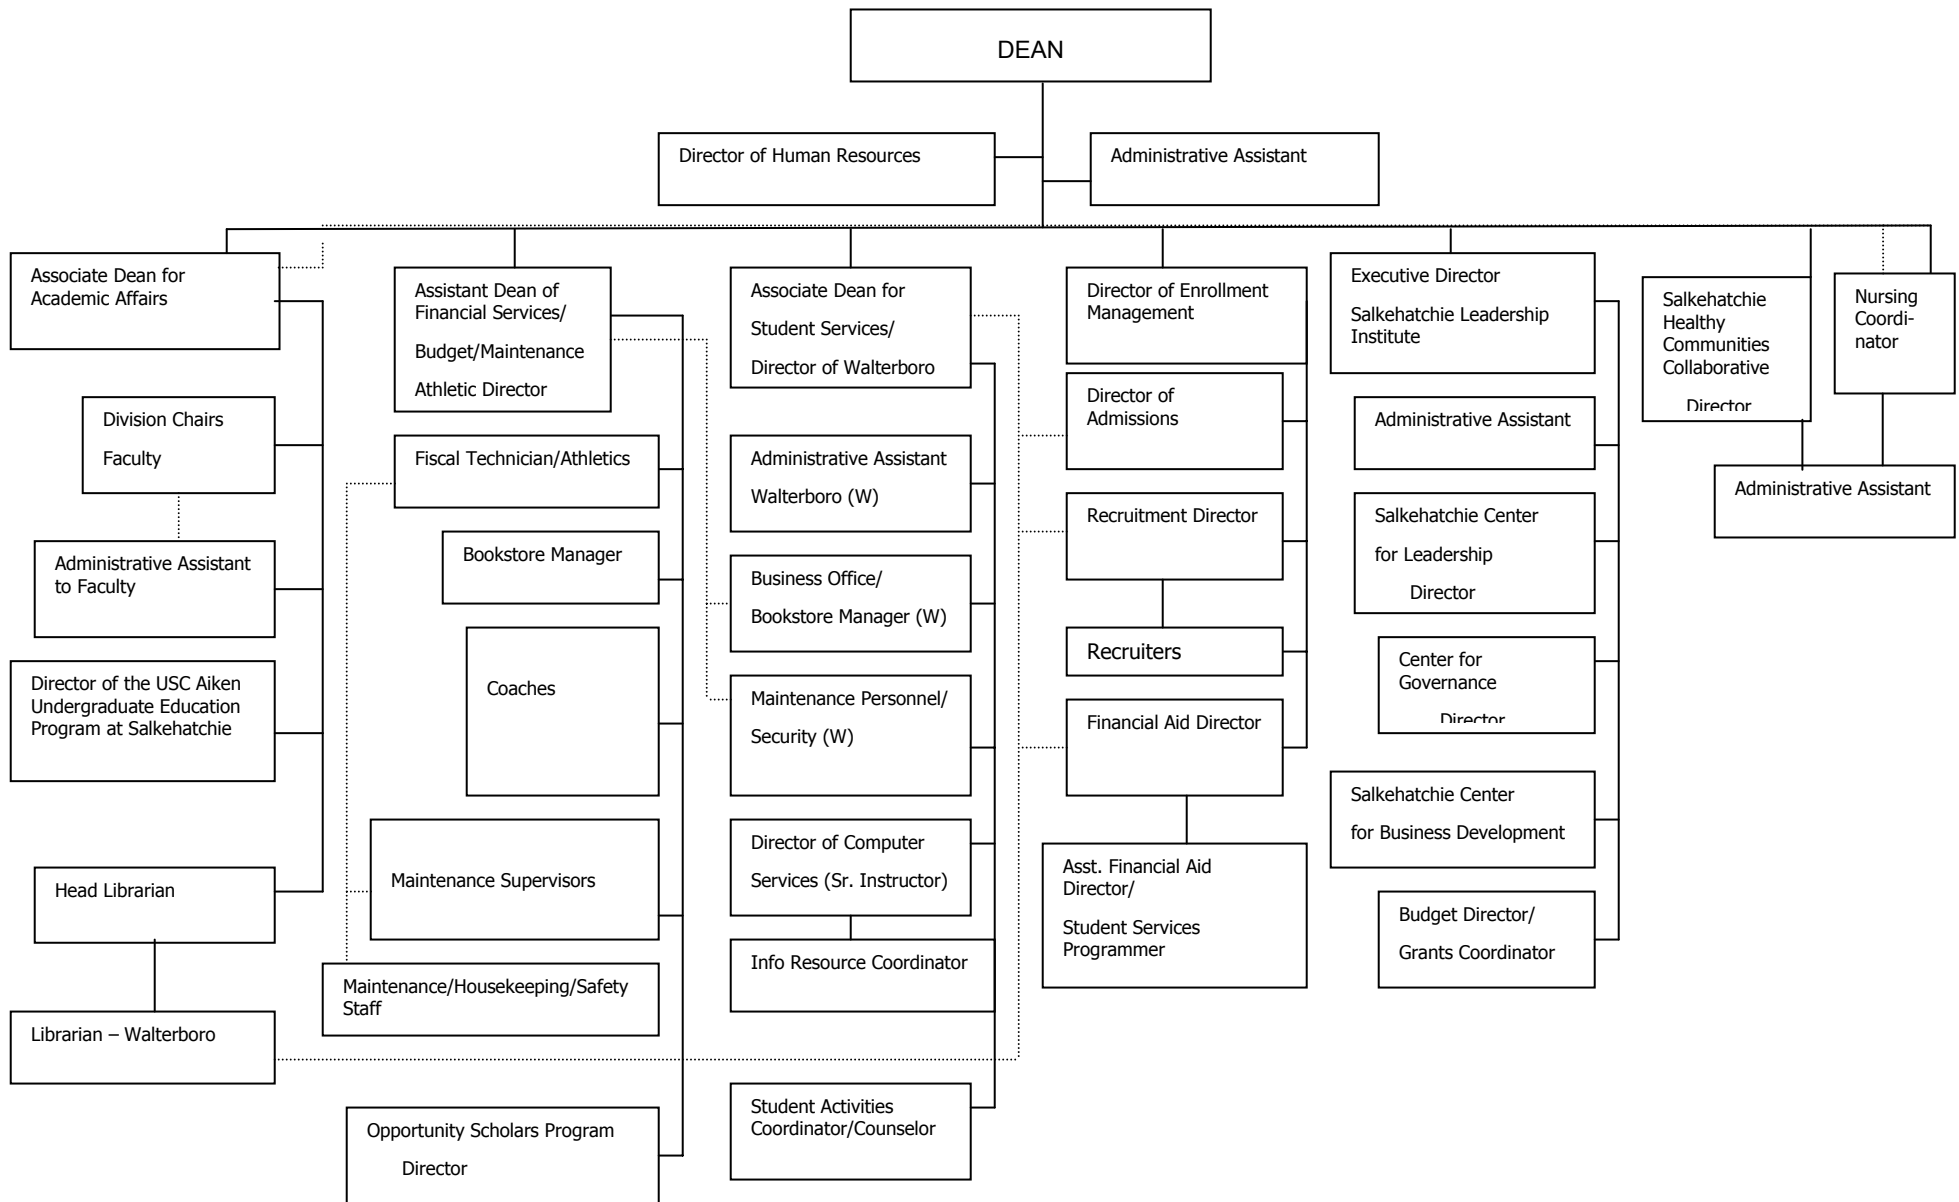 DEAN
Director of Human Resources
Administrative Assistant
Associate Dean for
Academic Affairs
Division Chairs
Faculty
Administrative Assistant
to Faculty
Director of the USC Aiken
Undergraduate Education
Program at Salkehatchie
Head Librarian
Librarian – Walterboro
Assistant Dean of
Financial Services/
Budget/Maintenance
Athletic Director
Fiscal Technician/Athletics
Bookstore Manager
Coaches
Maintenance Supervisors
Maintenance/Housekeeping/Safety
Staff
Opportunity Scholars Program
Director
Associate Dean for
Student Services/
Director of Walterboro
Administrative Assistant
Walterboro (W)
Business Office/
Bookstore Manager (W)
Maintenance Personnel/
Security (W)
Director of Computer
Services (Sr. Instructor)
Info Resource Coordinator
Student Activities
Coordinator/Counselor
Director of Enrollment
Management
Director of
Admissions
Recruitment Director
Recruiters
Financial Aid Director
Asst. Financial Aid
Director/
Student Services
Programmer
Executive Director
Salkehatchie Leadership
Institute
Administrative Assistant
Salkehatchie Center
for Leadership
Director
Center for
Governance
Director
Salkehatchie Center
for Business Development
Budget Director/
Grants Coordinator
Salkehatchie
Healthy
Communities
Collaborative
Director
Nursing
Coordi-
nator
Administrative Assistant